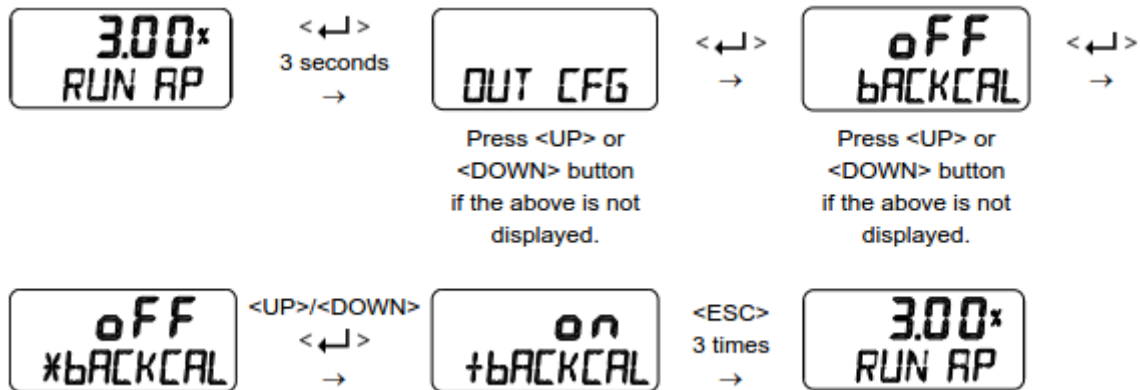 3.00%
RUN AP
<↵>
3 seconds
→
OUT CFG
Press <UP> or
<DOWN> button
if the above is not
displayed.
<↵>
→
oFF
bACKCAL
Press <UP> or
<DOWN> button
if the above is not
displayed.
<↵>
→
oFF
*bACKCAL
<UP>/<DOWN>
<↵>
→
on
+bACKCAL
<ESC>
3 times
→
3.00%
RUN AP